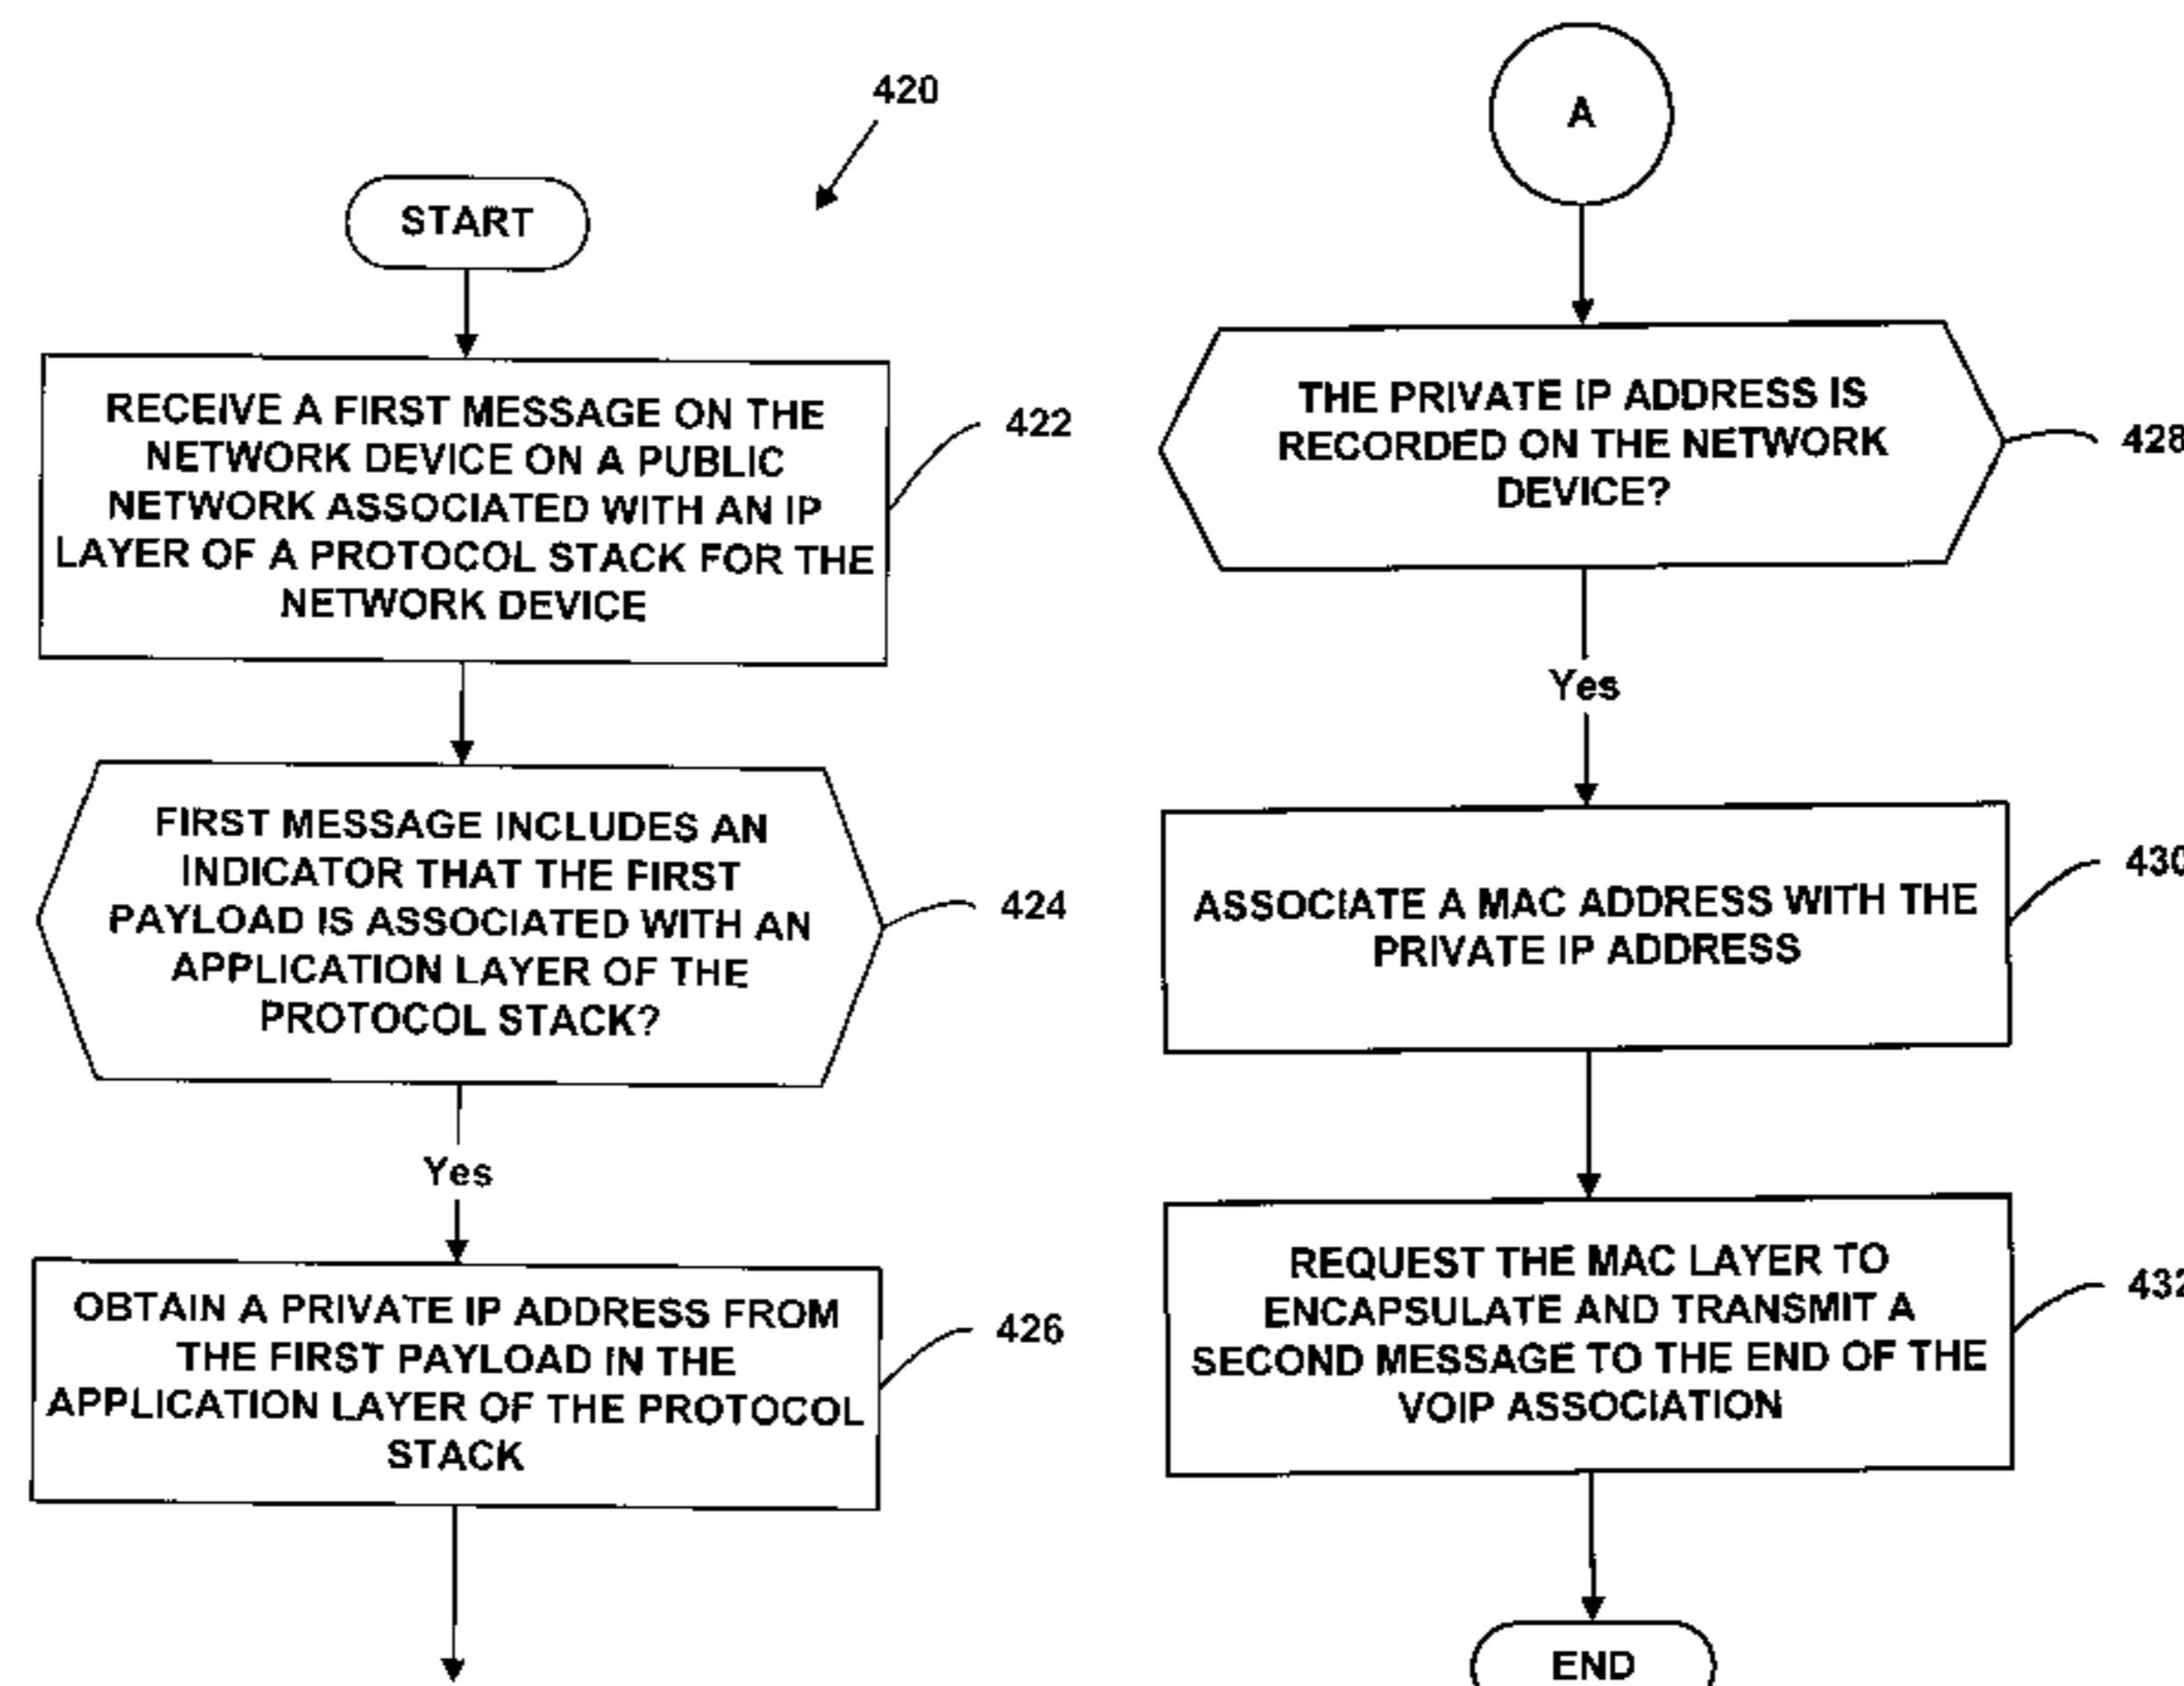 420
START
RECEIVE A FIRST MESSAGE ON THE
NETWORK DEVICE ON A PUBLIC
NETWORK ASSOCIATED WITH AN IP
LAYER OF A PROTOCOL STACK FOR THE
NETWORK DEVICE
422
FIRST MESSAGE INCLUDES AN
INDICATOR THAT THE FIRST
PAYLOAD IS ASSOCIATED WITH AN
APPLICATION LAYER OF THE
PROTOCOL STACK?
424
Yes
OBTAIN A PRIVATE IP ADDRESS FROM
THE FIRST PAYLOAD IN THE
APPLICATION LAYER OF THE PROTOCOL
STACK
426
A
THE PRIVATE IP ADDRESS IS
RECORDED ON THE NETWORK
DEVICE?
428
Yes
ASSOCIATE A MAC ADDRESS WITH THE
PRIVATE IP ADDRESS
430
REQUEST THE MAC LAYER TO
ENCAPSULATE AND TRANSMIT A
SECOND MESSAGE TO THE END OF THE
VOIP ASSOCIATION
432
END